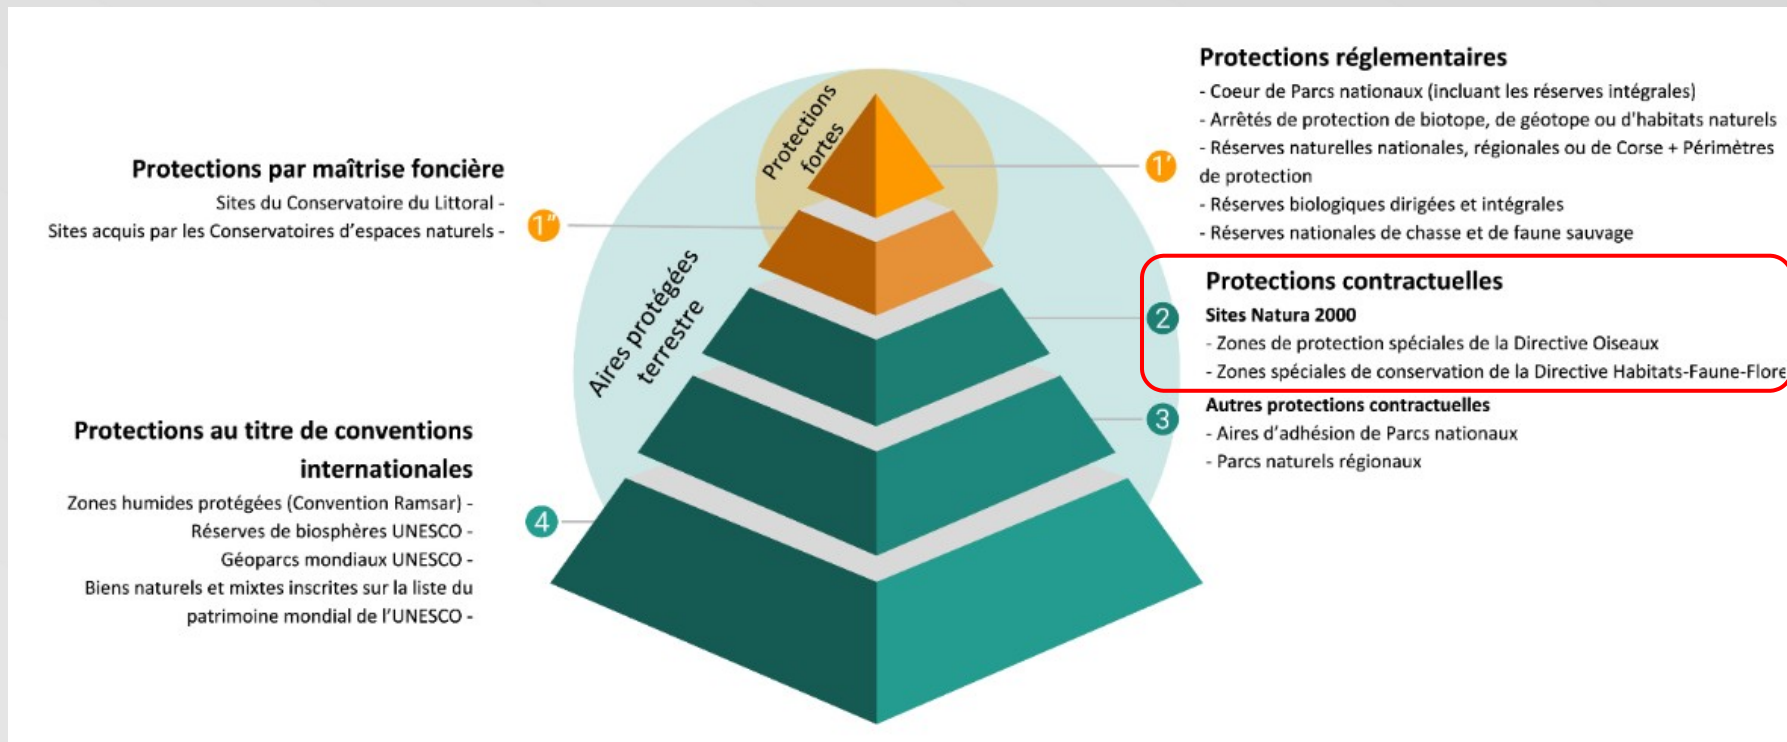 Protections réglementaires
- Coeur de Parcs nationaux (incluant les réserves intégrales)
- Arrêtés de protection de biotope, de géotope ou d'habitats naturels
- Réserves naturelles nationales, régionales ou de Corse + Périmètres
de protection
- Réserves biologiques dirigées et intégrales
- Réserves nationales de chasse et de faune sauvage
1'
Protections
fortes
Protections par maîtrise foncière
Sites du Conservatoire du Littoral -
Sites acquis par les Conservatoires d'espaces naturels -
1"
Aires protégées
terrestre
Protections contractuelles
2
Sites Natura 2000
- Zones de protection spéciales de la Directive Oiseaux
- Zones spéciales de conservation de la Directive Habitats-Faune-Flore
3
Autres protections contractuelles
- Aires d'adhésion de Parcs nationaux
- Parcs naturels régionaux
Protections au titre de conventions
internationales
Zones humides protégées (Convention Ramsar) -
Réserves de biosphères UNESCO -
Géoparcs mondiaux UNESCO -
Biens naturels et mixtes inscrites sur la liste du
patrimoine mondial de l'UNESCO -
4